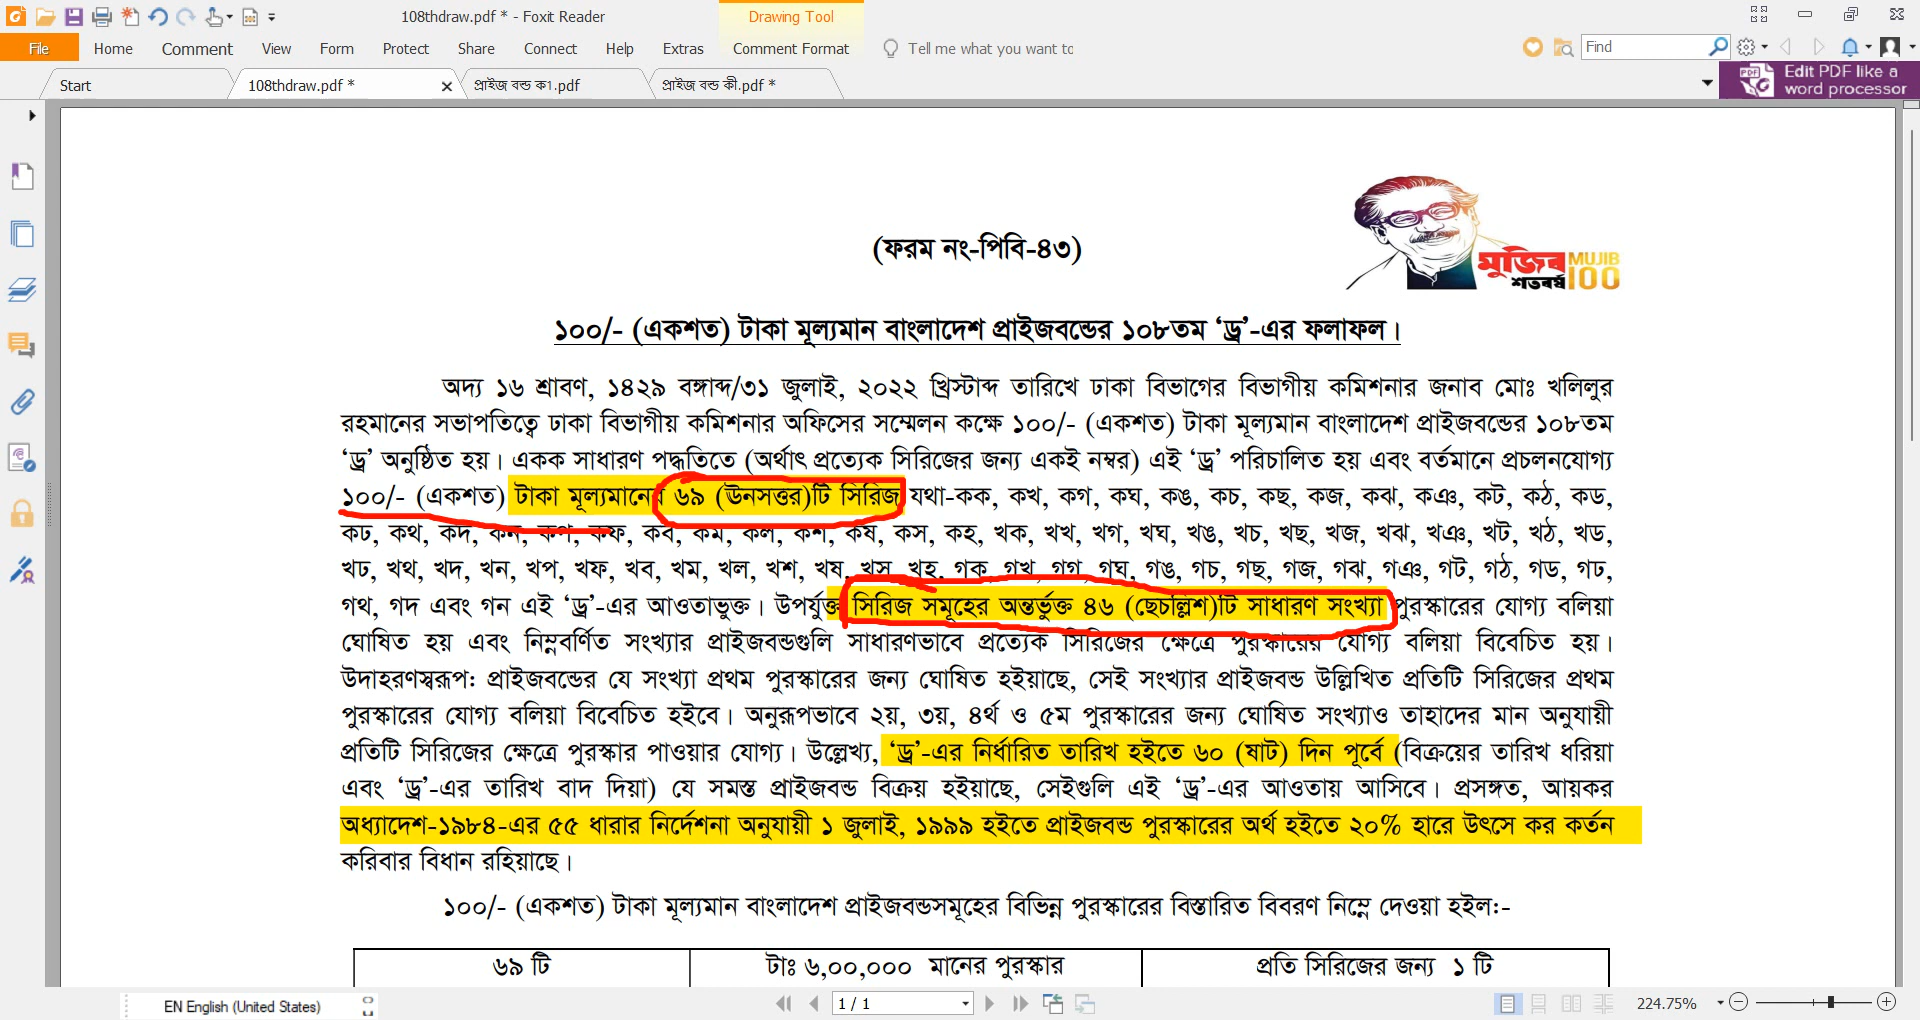 108thdraw.pdf * - Foxit Reader
Drawing Tool
File Home Comment View Form Protect Share Connect Help Extras Comment Format Tell me what you want to Find
Start 108thdraw.pdf * প্রাইজ বন্ড ক1.pdf প্রাইজ বন্ড কী.pdf *
Edit PDF like a
word processor
(ফরম নং-পিবি-৪৩)
মুজিব MUJIB
শতবর্ষ 100
১০০/- (একশত) টাকা মূল্যমান বাংলাদেশ প্রাইজবন্ডের ১০৮তম ‘ড্র’-এর ফলাফল।
অদ্য ১৬ শ্রাবণ, ১৪২৯ বঙ্গাব্দ/৩১ জুলাই, ২০২২ খ্রিস্টাব্দ তারিখে ঢাকা বিভাগের বিভাগীয় কমিশনার জনাব মোঃ খলিলুর
রহমানের সভাপতিত্বে ঢাকা বিভাগীয় কমিশনার অফিসের সম্মেলন কক্ষে ১০০/- (একশত) টাকা মূল্যমান বাংলাদেশ প্রাইজবন্ডের ১০৮তম
‘ড্র’ অনুষ্ঠিত হয়। একক সাধারণ পদ্ধতিতে (অর্থাৎ প্রত্যেক সিরিজের জন্য একই নম্বর) এই ‘ড্র’ পরিচালিত হয় এবং বর্তমানে প্রচলনযোগ্য
১০০/- (একশত) টাকা মূল্যমানের ৬৯ (ঊনসত্তর)টি সিরিজ যথা-কক, কখ, কগ, কঘ, কঙ, কচ, কছ, কজ, কঝ, কঞ, কট, কঠ, কড,
কঢ, কথ, কদ, কন, কপ, কফ, কব, কম, কল, কশ, কষ, কস, কহ, খক, খখ, খগ, খঘ, খঙ, খচ, খছ, খজ, খঝ, খঞ, খট, খঠ, খড,
খঢ, খথ, খদ, খন, খপ, খফ, খব, খম, খল, খশ, খষ, খস, খহ, গক, গখ, গগ, গঘ, গঙ, গচ, গছ, গজ, গঝ, গঞ, গট, গঠ, গড, গঢ,
গথ, গদ এবং গন এই ‘ড্র’-এর আওতাভুক্ত। উপর্যুক্ত সিরিজ সমূহের অন্তর্ভুক্ত ৪৬ (ছেচল্লিশ)টি সাধারণ সংখ্যা পুরস্কারের যোগ্য বলিয়া
ঘোষিত হয় এবং নিম্নবর্ণিত সংখ্যার প্রাইজবন্ডগুলি সাধারণভাবে প্রত্যেক সিরিজের ক্ষেত্রে পুরস্কারের যোগ্য বলিয়া বিবেচিত হয়।
উদাহরণস্বরূপ: প্রাইজবন্ডের যে সংখ্যা প্রথম পুরস্কারের জন্য ঘোষিত হইয়াছে, সেই সংখ্যার প্রাইজবন্ড উল্লিখিত প্রতিটি সিরিজের প্রথম
পুরস্কারের যোগ্য বলিয়া বিবেচিত হইবে। অনুরূপভাবে ২য়, ৩য়, ৪র্থ ও ৫ম পুরস্কারের জন্য ঘোষিত সংখ্যাও তাহাদের মান অনুযায়ী
প্রতিটি সিরিজের ক্ষেত্রে পুরস্কার পাওয়ার যোগ্য। উল্লেখ্য, ‘ড্র’-এর নির্ধারিত তারিখ হইতে ৬০ (ষাট) দিন পূর্বে (বিক্রয়ের তারিখ ধরিয়া
এবং ‘ড্র’-এর তারিখ বাদ দিয়া) যে সমস্ত প্রাইজবন্ড বিক্রয় হইয়াছে, সেইগুলি এই ‘ড্র’-এর আওতায় আসিবে। প্রসঙ্গত, আয়কর
অধ্যাদেশ-১৯৮৪-এর ৫৫ ধারার নির্দেশনা অনুযায়ী ১ জুলাই, ১৯৯৯ হইতে প্রাইজবন্ড পুরস্কারের অর্থ হইতে ২০% হারে উৎসে কর কর্তন
করিবার বিধান রহিয়াছে।
১০০/- (একশত) টাকা মূল্যমান বাংলাদেশ প্রাইজবন্ডসমূহের বিভিন্ন পুরস্কারের বিস্তারিত বিবরণ নিম্নে দেওয়া হইল:-
৬৯ টি টাঃ ৬,০০,০০০ মানের পুরস্কার প্রতি সিরিজের জন্য ১ টি
EN English (United States) 1 / 1 224.75%